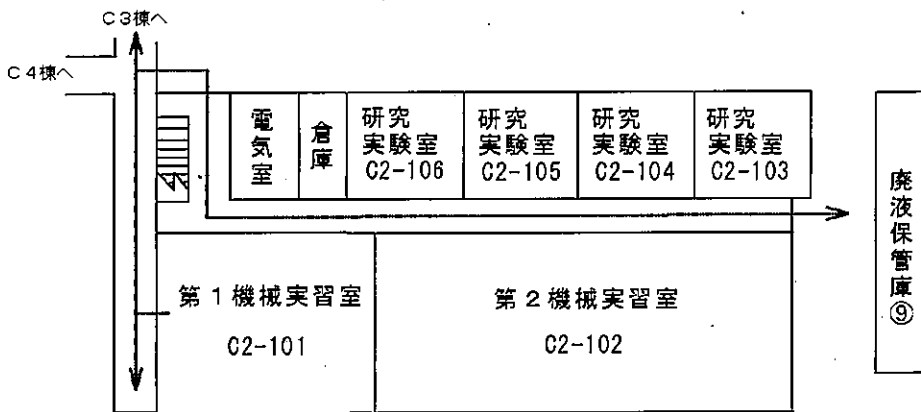 C3棟へ
C4棟へ
電気室
倉庫
研究
実験室
C2-106
研究
実験室
C2-105
研究
実験室
C2-104
研究
実験室
C2-103
廃液保管庫⑨
第1機械実習室
C2-101
第2機械実習室
C2-102